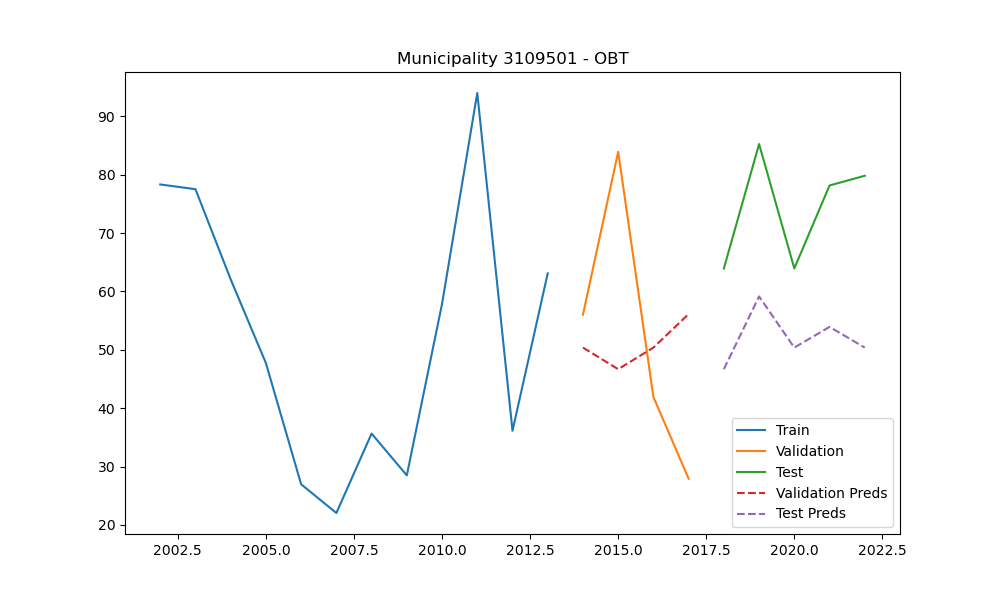 Municipality 3109501 - OBT
90
80
70
60
50
40
30
20
2002.5 2005.0 2007.5 2010.0 2012.5 2015.0 2017.5 2020.0 2022.5
Train
Validation
Test
Validation Preds
Test Preds